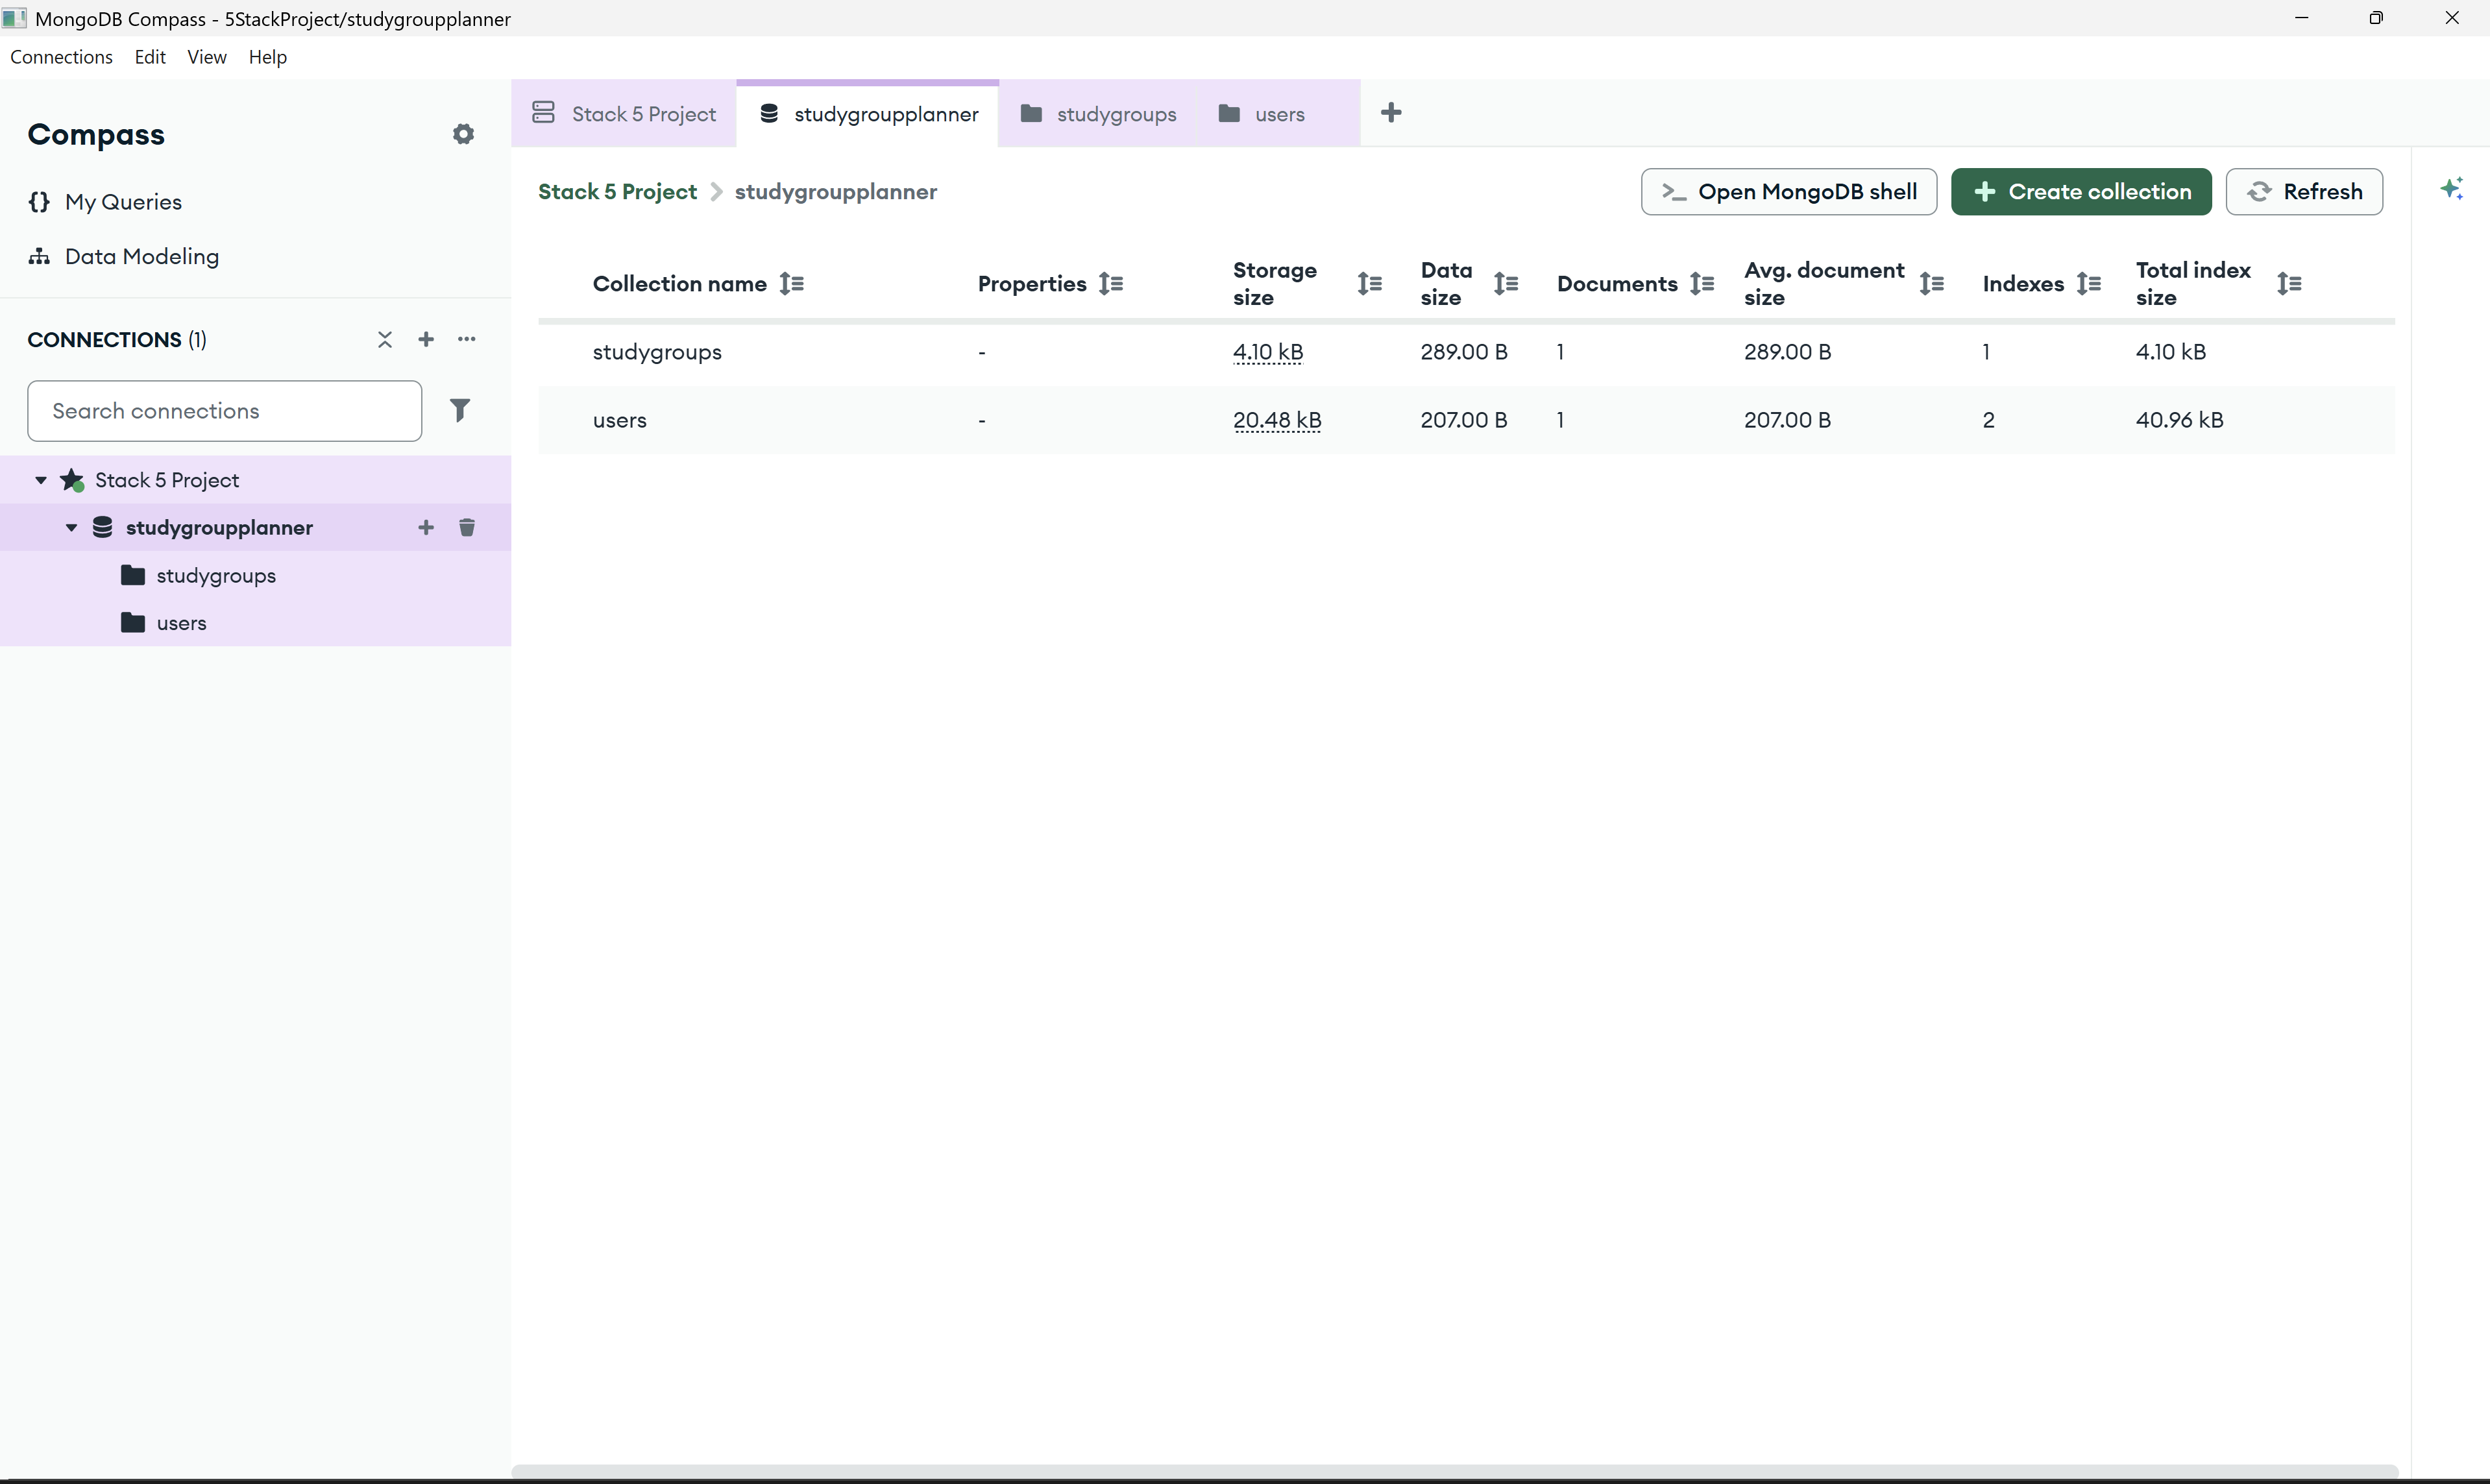 MongoDB Compass - 5StackProject/studygroupplanner
Connections Edit View Help
Compass
My Queries
Data Modeling
CONNECTIONS (1)
Search connections
Stack 5 Project
studygroupplanner
studygroups
users
Stack 5 Project studygroupplanner studygroups users
Stack 5 Project studygroupplanner
Open MongoDB shell Create collection Refresh
Collection name Properties Storage size Data size Documents Avg. document size Indexes Total index size
studygroups - 4.10 kB 289.00 B 1 289.00 B 1 4.10 kB
users - 20.48 kB 207.00 B 1 207.00 B 2 40.96 kB